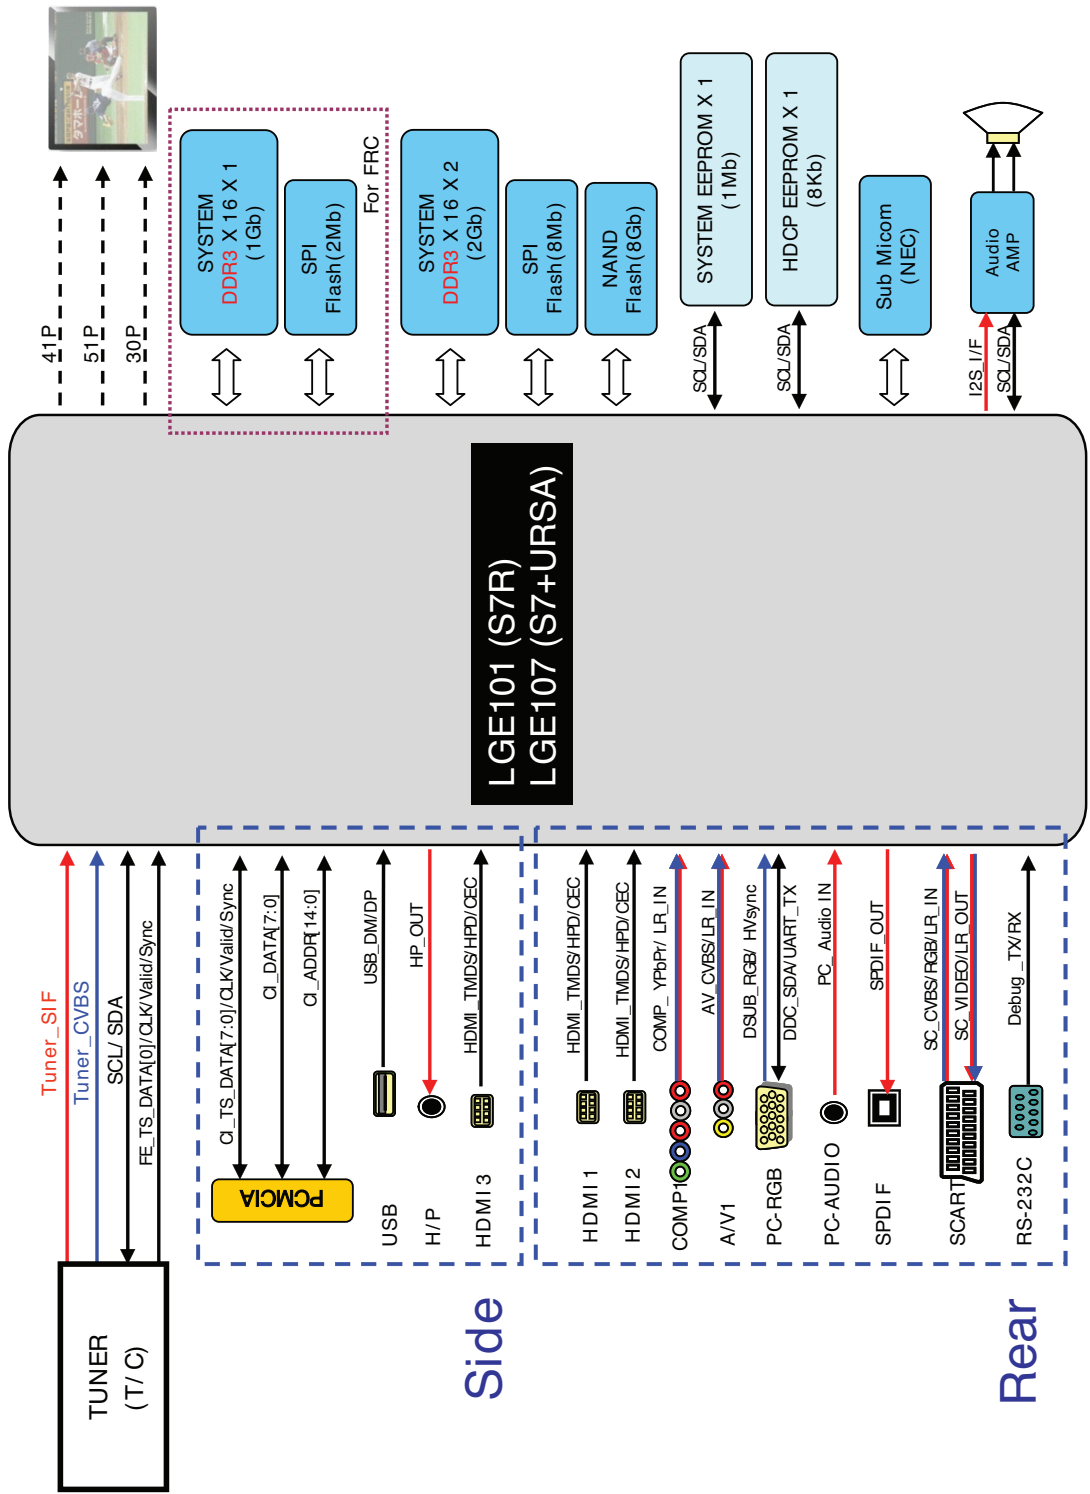 TUNER
(T/C)
Tuner_SIF
Tuner_CVBS
SCL/SDA
FE_TS_DATA[0]/CLK/Valid/Sync
41P
51P
30P
タマホーム
Side
PCMCIA
CI_TS_DATA[7:0]/CLK/Valid/Sync
CI_DATA[7:0]
CI_ADDR[14:0]
USB
USB_DM/DP
H/P
HP_OUT
HDMI3
HDMI_TMDS/HPD/CEC
Rear
HDMI1
HDMI_TMDS/HPD/CEC
HDMI2
HDMI_TMDS/HPD/CEC
COMP1
COMP_YPbPr/LR_IN
A/V1
AV_CVBS/LR_IN
PC-RGB
DSUB_RGB/HVsync
DDC_SDA/UART_TX
PC-AUDIO
PC_Audio IN
SPDIF
SPDIF_OUT
SCART
SC_CVBS/RGB/LR_IN
SC_VIDEO/LR_OUT
RS-232C
Debug_TX/RX
LGE101 (S7R)
LGE107 (S7+URSA)
SYSTEM
DDR3 X 16 X 1
(1Gb)
SPI
Flash(2Mb)
For FRC
SYSTEM
DDR3 X 16 X 2
(2Gb)
SPI
Flash(8Mb)
NAND
Flash(8Gb)
SCL/SDA
SYSTEM EEPROM X 1
(1Mb)
SCL/SDA
HDCP EEPROM X 1
(8Kb)
Sub Micom
(NEC)
I2S_I/F
SCL/SDA
Audio
AMP